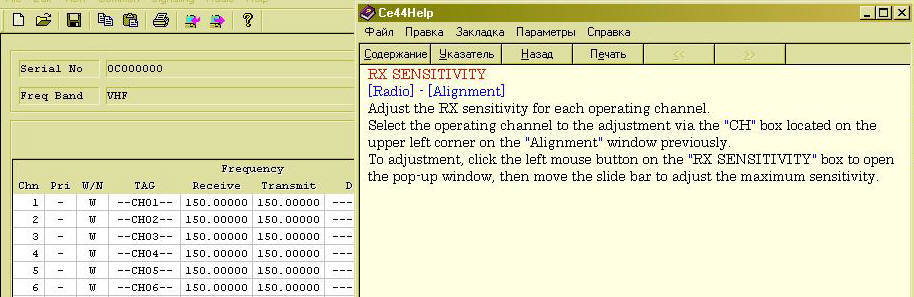 Ce44Help
Файл Правка Закладка Параметры Справка
Содержание Указатель Назад Печать << >>
RX SENSITIVITY
[Radio] - [Alignment]
Adjust the RX sensitivity for each operating channel.
Select the operating channel to the adjustment via the "CH" box located on the
upper left corner on the "Alignment" window previously.
To adjustment, click the left mouse button on the "RX SENSITIVITY" box to open
the pop-up window, then move the slide bar to adjust the maximum sensitivity.
Serial No 0C000000
Freq Band VHF
Frequency
Chn Pri W/N TAG Receive Transmit D
1 - W --CH01-- 150.00000 150.00000 ---
2 - W --CH02-- 150.00000 150.00000 ---
3 - W --CH03-- 150.00000 150.00000 ---
4 - W --CH04-- 150.00000 150.00000 ---
5 - W --CH05-- 150.00000 150.00000 ---
6 - W --CH06-- 150.00000 150.00000 ---